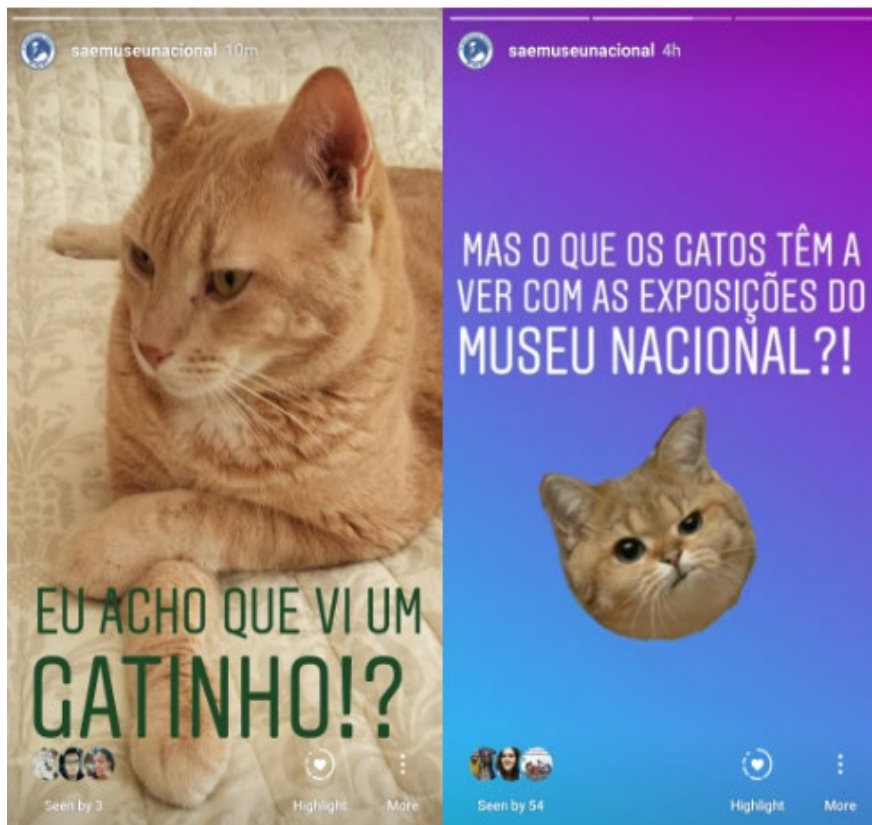 saemuseunacional 10m
EU ACHO QUE VI UM
GATINHO!?
Seen by 3
Highlight
More
saemuseunacional 4h
MAS O QUE OS GATOS TÊM A
VER COM AS EXPOSIÇÕES DO
MUSEU NACIONAL?!
Seen by 54
Highlight
More